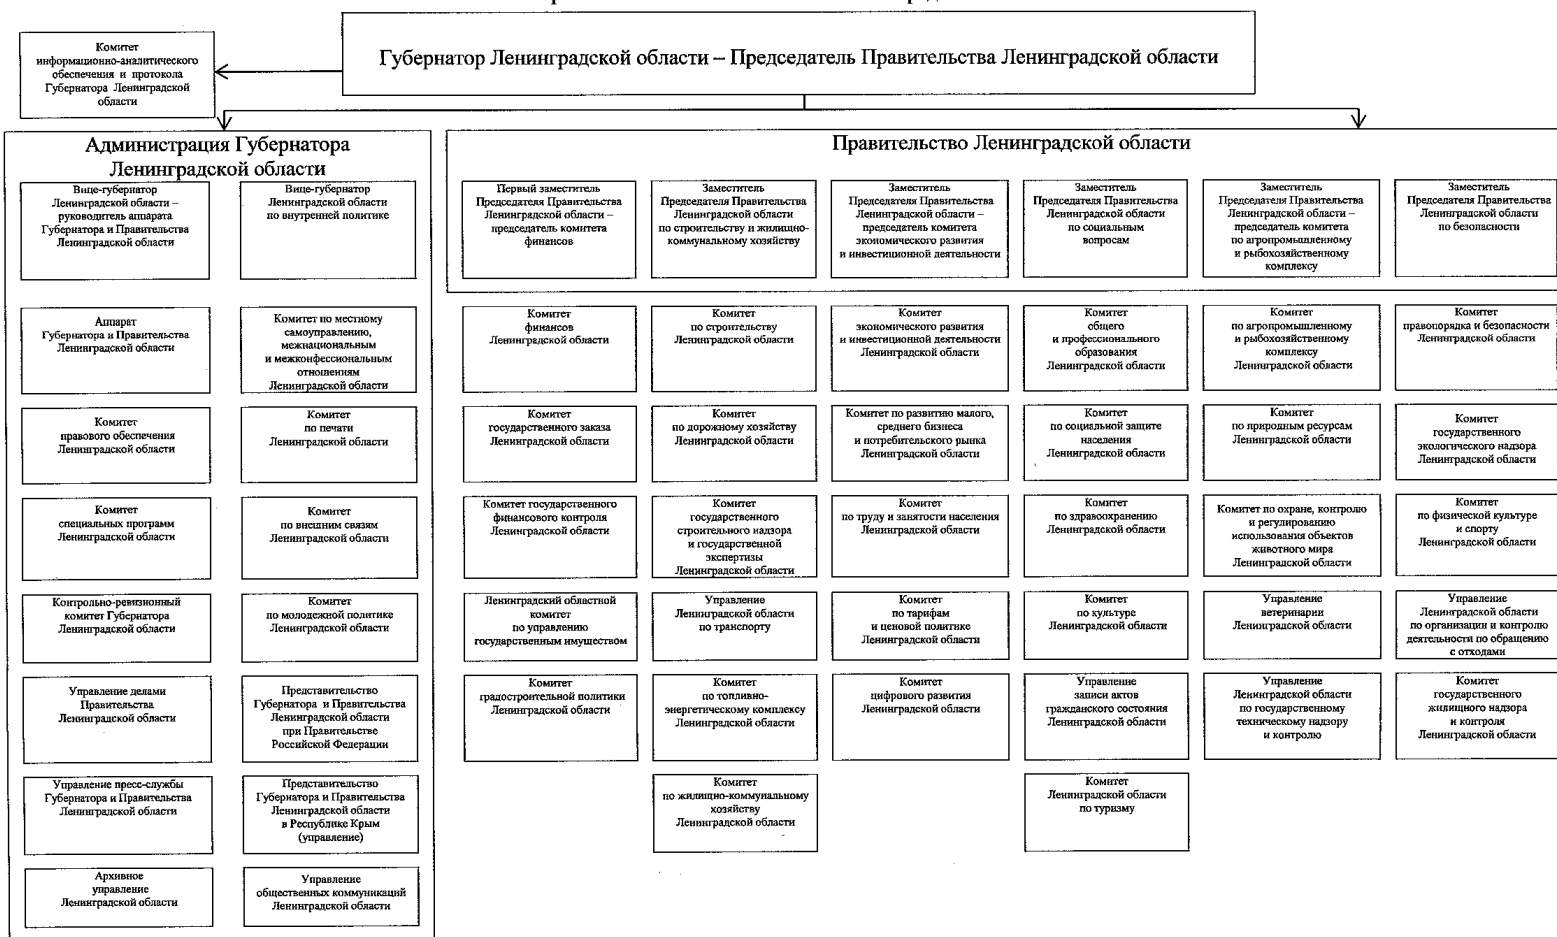 Комитет
информационно-аналитического
обеспечения и протокола
Губернатора Ленинградской
области
Губернатор Ленинградской области – Председатель Правительства Ленинградской области
Администрация Губернатора
Ленинградской области
Вице-губернатор
Ленинградской области –
руководитель аппарата
Губернатора и Правительства
Ленинградской области
Вице-губернатор
Ленинградской области
по внутренней политике
Аппарат
Губернатора и Правительства
Ленинградской области
Комитет по местному
самоуправлению,
межнациональным
и межконфессиональным
отношениям
Ленинградской области
Комитет
правового обеспечения
Ленинградской области
Комитет
по печати
Ленинградской области
Комитет
специальных программ
Ленинградской области
Комитет
по внешним связям
Ленинградской области
Контрольно-ревизионный
комитет Губернатора
Ленинградской области
Комитет
по молодежной политике
Ленинградской области
Управление делами
Правительства
Ленинградской области
Представительство
Губернатора и Правительства
Ленинградской области
при Правительстве
Российской Федерации
Управление пресс-службы
Губернатора и Правительства
Ленинградской области
Представительство
Губернатора и Правительства
Ленинградской области
в Республике Крым
(управление)
Архивное
управление
Ленинградской области
Управление
общественных коммуникаций
Ленинградской области
Правительство Ленинградской области
Первый заместитель
Председателя Правительства
Ленинградской области –
председатель комитета
финансов
Заместитель
Председателя Правительства
Ленинградской области
по строительству и жилищно-
коммунальному хозяйству
Заместитель
Председателя Правительства
Ленинградской области –
председатель комитета
экономического развития
и инвестиционной деятельности
Заместитель
Председателя Правительства
Ленинградской области
по социальным
вопросам
Заместитель
Председателя Правительства
Ленинградской области –
председатель комитета
по агропромышленному
и рыбохозяйственному
комплексу
Заместитель
Председателя Правительства
Ленинградской области
по безопасности
Комитет
финансов
Ленинградской области
Комитет
по строительству
Ленинградской области
Комитет
экономического развития
и инвестиционной деятельности
Ленинградской области
Комитет
общего
и профессионального
образования
Ленинградской области
Комитет
по агропромышленному
и рыбохозяйственному
комплексу
Ленинградской области
Комитет
правопорядка и безопасности
Ленинградской области
Комитет
государственного заказа
Ленинградской области
Комитет
по дорожному хозяйству
Ленинградской области
Комитет по развитию малого,
среднего бизнеса
и потребительского рынка
Ленинградской области
Комитет
по социальной защите
населения
Ленинградской области
Комитет
по природным ресурсам
Ленинградской области
Комитет
государственного
экологического надзора
Ленинградской области
Комитет государственного
финансового контроля
Ленинградской области
Комитет
государственного
строительного надзора
и государственной
экспертизы
Ленинградской области
Комитет
по труду и занятости населения
Ленинградской области
Комитет
по здравоохранению
Ленинградской области
Комитет по охране, контролю
и регулированию
использования объектов
животного мира
Ленинградской области
Комитет
по физической культуре
и спорту
Ленинградской области
Ленинградский областной
комитет
по управлению
государственным имуществом
Управление
Ленинградской области
по транспорту
Комитет
по тарифам
и ценовой политике
Ленинградской области
Комитет
по культуре
Ленинградской области
Управление
ветеринарии
Ленинградской области
Управление
Ленинградской области
по организации и контролю
деятельности по обращению
с отходами
Комитет
градостроительной политики
Ленинградской области
Комитет
по топливно-
энергетическому комплексу
Ленинградской области
Комитет
цифрового развития
Ленинградской области
Управление
записи актов
гражданского состояния
Ленинградской области
Управление
Ленинградской области
по государственному
техническому надзору
и контролю
Комитет
государственного
жилищного надзора
и контроля
Ленинградской области
Комитет
по жилищно-коммунальному
хозяйству
Ленинградской области
Комитет
Ленинградской области
по туризму